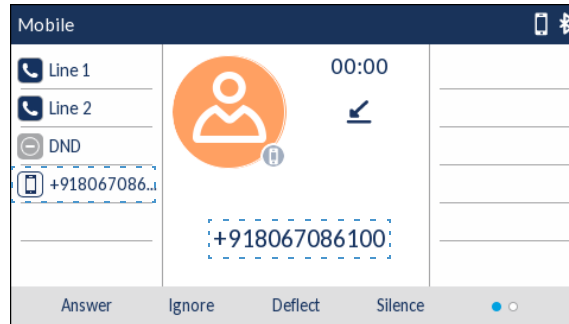 Mobile
Line 1
Line 2
DND
+918067086...
00:00
+918067086100
Answer Ignore Deflect Silence